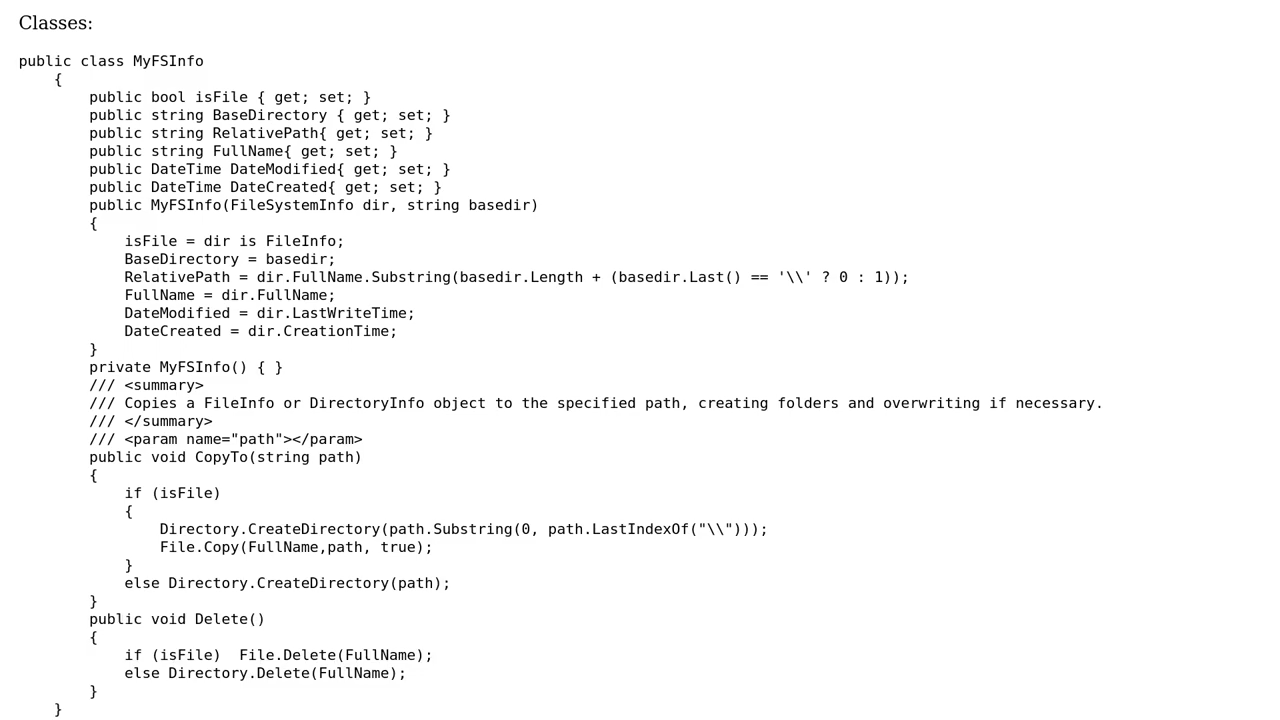 Classes:
public class MyFSInfo
    {
        public bool isFile { get; set; }
        public string BaseDirectory { get; set; }
        public string RelativePath{ get; set; }
        public string FullName{ get; set; }
        public DateTime DateModified{ get; set; }
        public DateTime DateCreated{ get; set; }
        public MyFSInfo(FileSystemInfo dir, string basedir)
        {
            isFile = dir is FileInfo;
            BaseDirectory = basedir;
            RelativePath = dir.FullName.Substring(basedir.Length + (basedir.Last() == '\\' ? 0 : 1));
            FullName = dir.FullName;
            DateModified = dir.LastWriteTime;
            DateCreated = dir.CreationTime;
        }
        private MyFSInfo() { }
        /// <summary>
        /// Copies a FileInfo or DirectoryInfo object to the specified path, creating folders and overwriting if necessary.
        /// </summary>
        /// <param name="path"></param>
        public void CopyTo(string path)
        {
            if (isFile)
            {
                Directory.CreateDirectory(path.Substring(0, path.LastIndexOf("\\")));
                File.Copy(FullName,path, true);
            }
            else Directory.CreateDirectory(path);
        }
        public void Delete()
        {
            if (isFile)  File.Delete(FullName);
            else Directory.Delete(FullName);
        }
    }